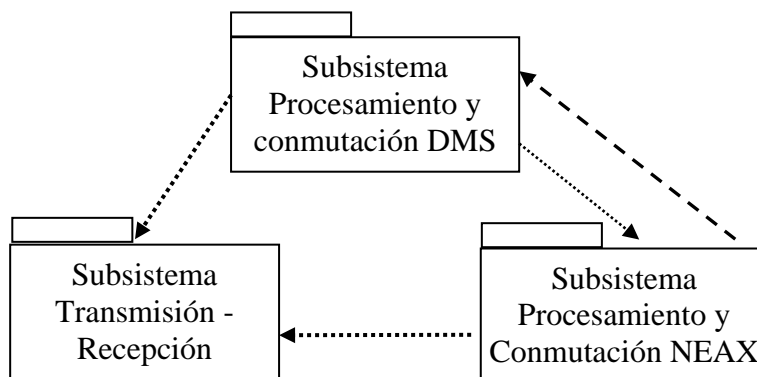 Subsistema
Procesamiento y
conmutación DMS
Subsistema
Transmisión -
Recepción
Subsistema
Procesamiento y
Conmutación NEAX